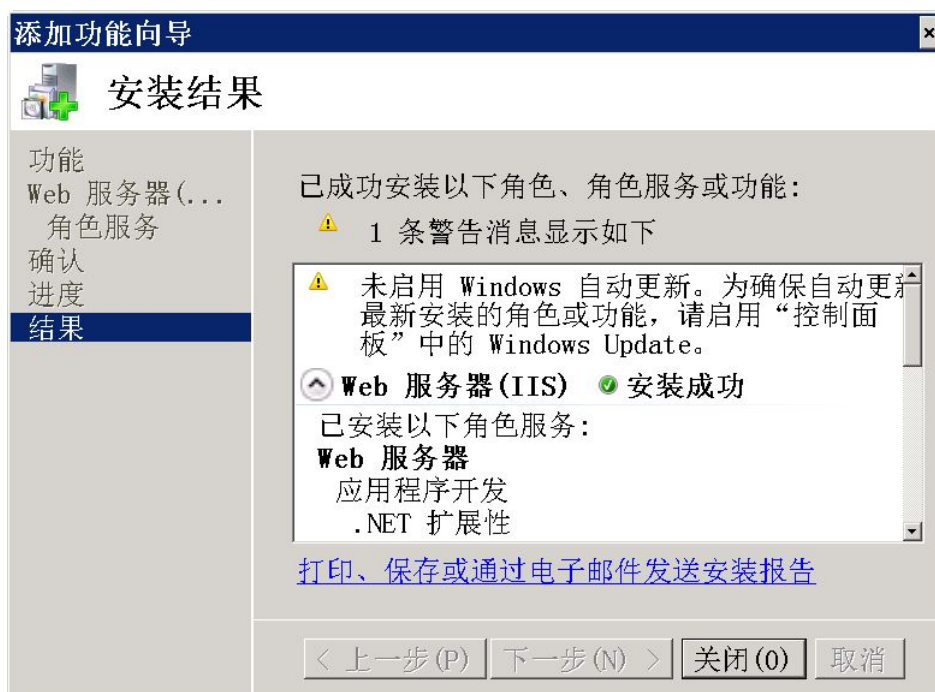 添加功能向导
安装结果
功能
Web 服务器(...
角色服务
确认
进度
结果
已成功安装以下角色、角色服务或功能:
1 条警告消息显示如下
未启用 Windows 自动更新。为确保自动更新
最新安装的角色或功能，请启用“控制面
板”中的 Windows Update。
Web 服务器(IIS) 安装成功
已安装以下角色服务:
Web 服务器
应用程序开发
.NET 扩展性
打印、保存或通过电子邮件发送安装报告
< 上一步(P) 下一步(N) > 关闭(O) 取消